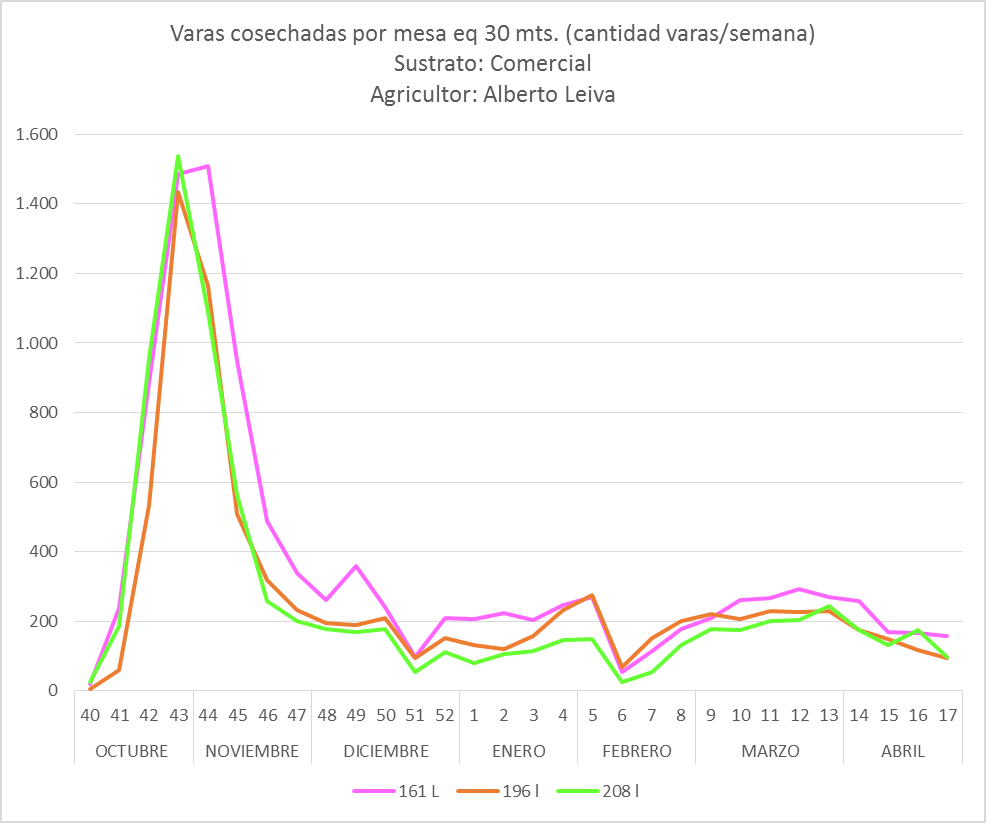 Varas cosechadas por mesa eq 30 mts. (cantidad varas/semana)
Sustrato: Comercial
Agricultor: Alberto Leiva
1.600
1.400
1.200
1.000
800
600
400
200
0
40 41 42 43 44 45 46 47 48 49 50 51 52 1 2 3 4 5 6 7 8 9 10 11 12 13 14 15 16 17
OCTUBRE NOVIEMBRE DICIEMBRE ENERO FEBRERO MARZO ABRIL
161 L 196 l 208 l